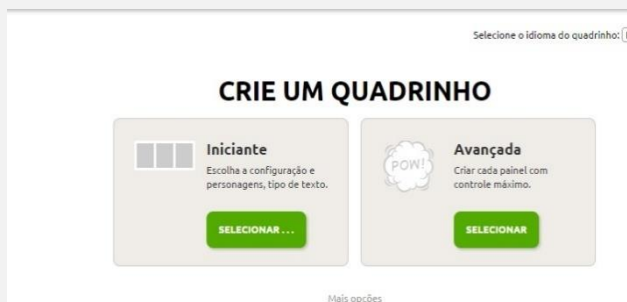 Selecione o idioma do quadrinho:
CRIE UM QUADRINHO
Iniciante
Escolha a configuração e
personagens, tipo de texto.
SELECIONAR . . .
Avançada
POW!
Criar cada painel com
controle máximo.
SELECIONAR
Mais opções